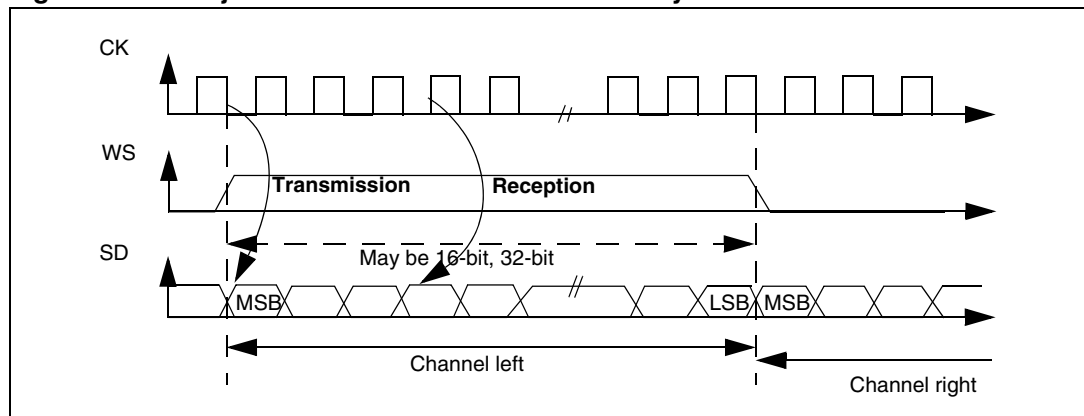 CK
WS
Transmission
Reception
SD
May be 16-bit, 32-bit
MSB
LSB
MSB
Channel left
Channel right